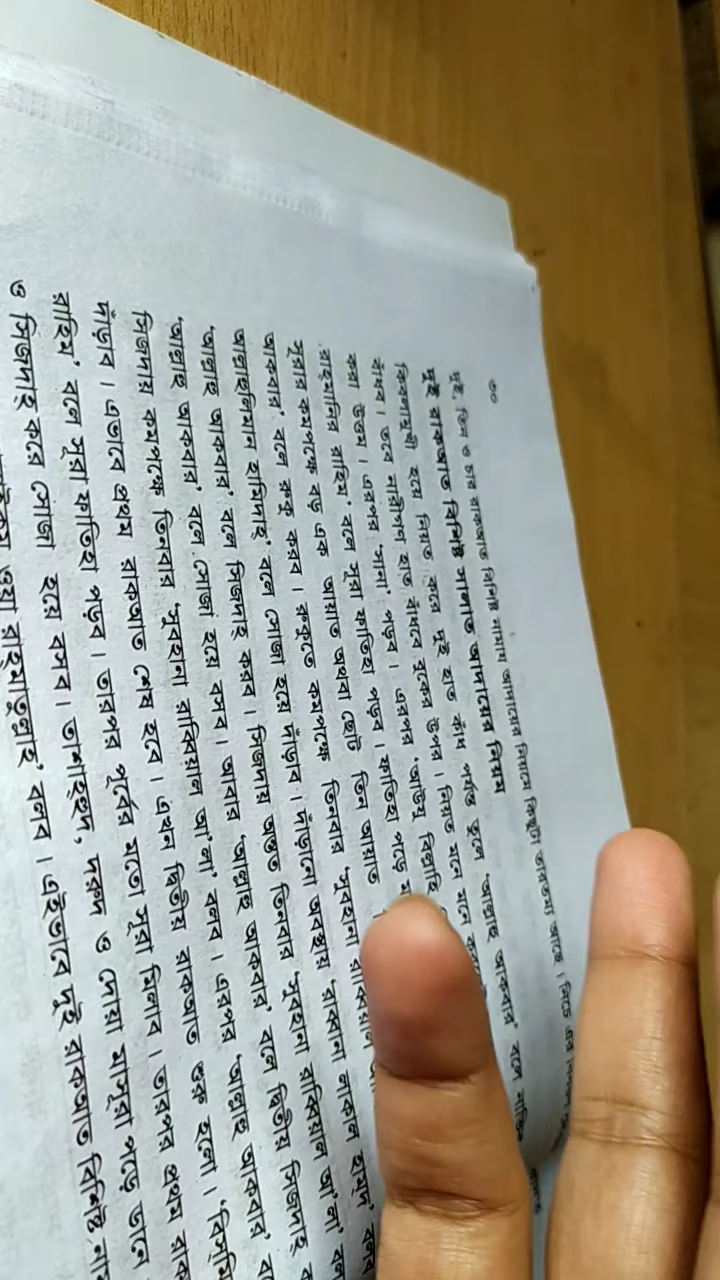 ৩০
দুই, তিন ও চার রাকআত বিশিষ্ট নামায আদায়ের নিয়মে কিছুটা তারতম্য আছে। নিচে এর
দুই রাকআত বিশিষ্ট সালাত আদায়ের নিয়ম
কিবলামুখী হয়ে নিয়ত করে দুই হাত কাঁধ পর্যন্ত তুলে 'আল্লাহু আকবার' বলে
বাঁধব। তবে নারীগণ হাত বাঁধবে বুকের উপর। নিয়ত মনে মনে
করা উত্তম। এরপর 'সানা' পড়ব। এরপর 'আউযু বিল্লাহি
রাহমানির রাহিম' বলে সূরা ফাতিহা পড়ব। ফাতিহা পড়ে
সূরার কমপক্ষে বড় এক আয়াত অথবা ছোট তিন আয়াত
আকবার' বলে রুকু করব। রুকুতে কমপক্ষে তিনবার 'সুবহানা রাব্বিয়াল
আল্লাহুলিমান হামিদাহ্' বলে সোজা হয়ে দাঁড়াব। দাঁড়ানো অবস্থায় 'রাব্বানা লাকাল হামদ' বলব
'আল্লাহু আকবার' বলে সিজদাহ্ করব। সিজদায় অন্তত তিনবার 'সুবহানা রাব্বিয়াল আ'লা'
'আল্লাহু আকবার' বলে সোজা হয়ে বসব। আবার 'আল্লাহু আকবার' বলে দ্বিতীয় সিজদাহ্
সিজদায় কমপক্ষে তিনবার 'সুবহানা রাব্বিয়াল আ'লা' বলব। এরপর 'আল্লাহু আকবার'
দাঁড়াব। এভাবে প্রথম রাকআত শেষ হবে। এখন দ্বিতীয় রাকআত শুরু হলো।
রাহিম' বলে সূরা ফাতিহা পড়ব। তারপর পূর্বের মতো সূরা মিলাব। তারপর প্রথম
ও সিজদাহ্ করে সোজা হয়ে বসব। তাশাহ্হুদ, দরুদ ও দোয়া মাসূরা পড়ে ডানে
ওয়া রাহমাতুল্লাহ' বলব। এইভাবে দুই রাকআত বিশিষ্ট